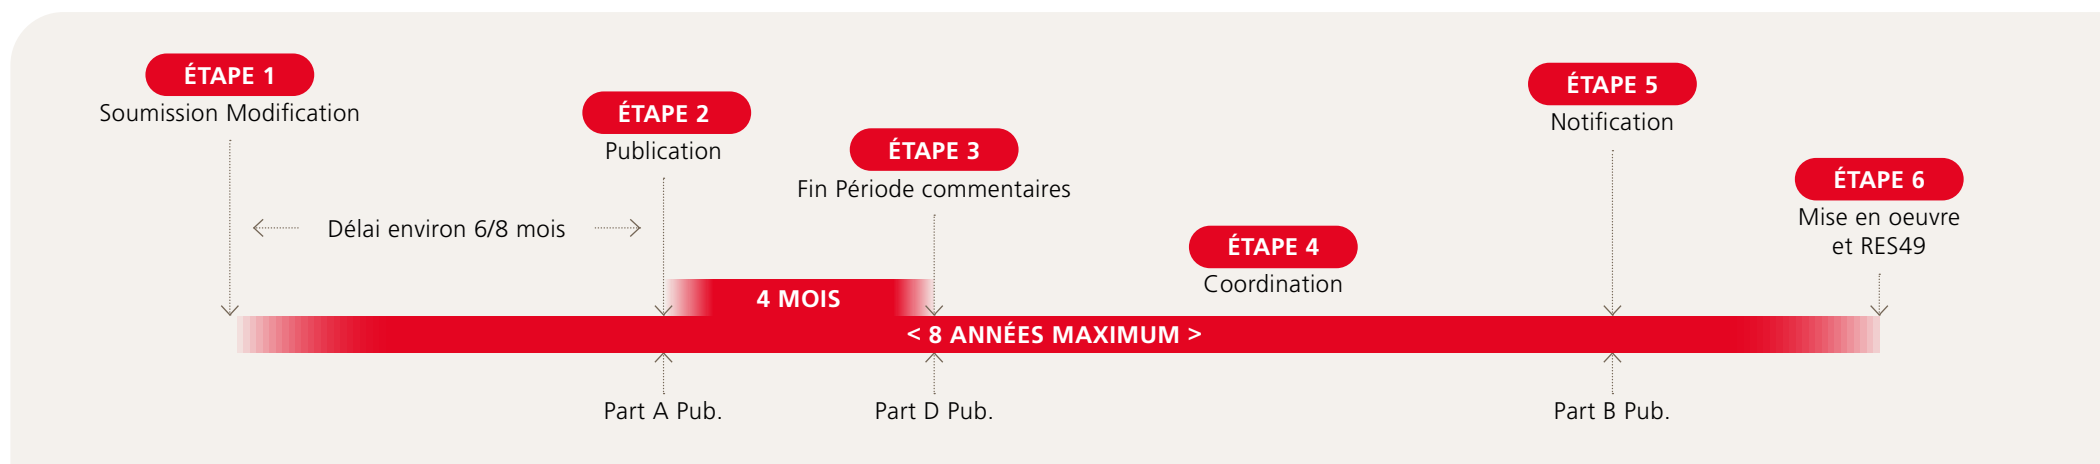 ÉTAPE 1
Soumission Modification
ÉTAPE 2
Publication
ÉTAPE 3
Fin Période commentaires
ÉTAPE 4
Coordination
ÉTAPE 5
Notification
ÉTAPE 6
Mise en oeuvre
et RES49
Délai environ 6/8 mois
4 MOIS
< 8 ANNÉES MAXIMUM >
Part A Pub.
Part D Pub.
Part B Pub.